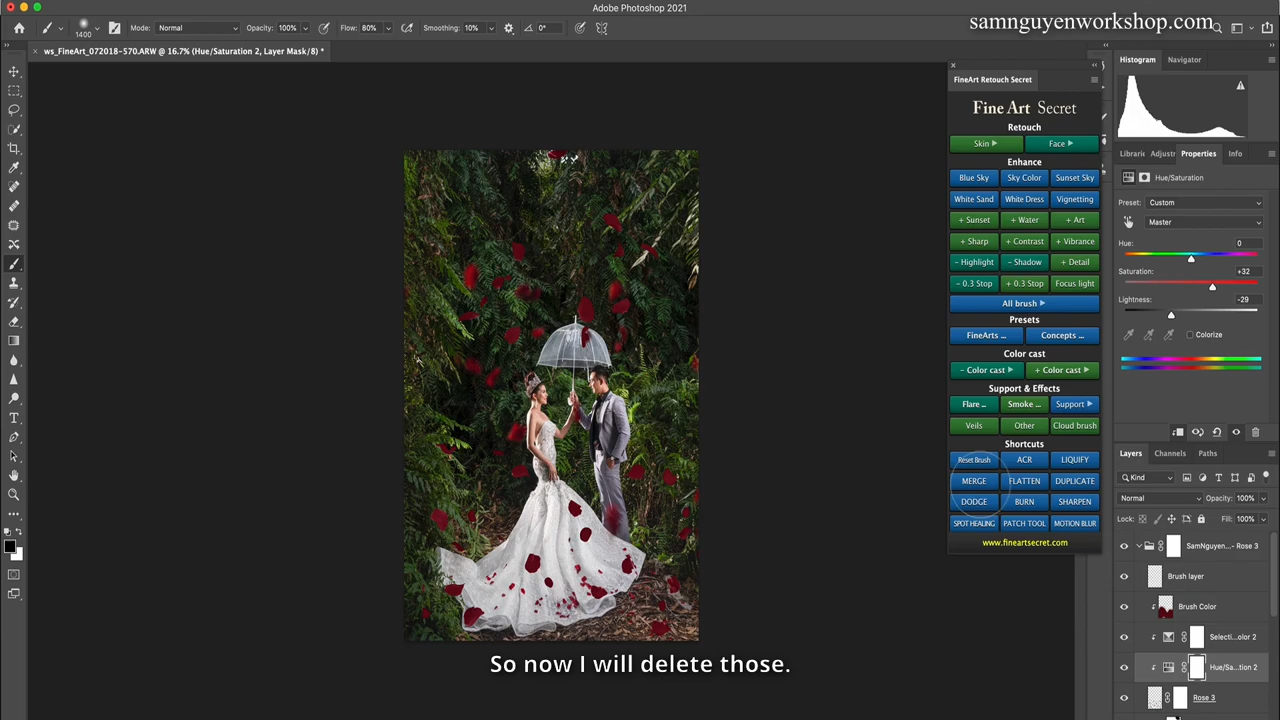 Adobe Photoshop 2021
samnguyenworkshop.com
1400
Mode: Normal
Opacity: 100%
Flow: 80%
Smoothing: 10%
0°
× ws_FineArt_072018-570.ARW @ 16.7% (Hue/Saturation 2, Layer Mask/8) *
FineArt Retouch Secret
Fine Art Secret
Retouch
Skin
Face
Enhance
Blue Sky
Sky Color
Sunset Sky
White Sand
White Dress
Vignetting
+ Sunset
+ Water
+ Art
+ Sharp
+ Contrast
+ Vibrance
- Highlight
- Shadow
+ Detail
- 0.3 Stop
+ 0.3 Stop
Focus light
All brush
Presets
FineArts ...
Concepts ...
Color cast
- Color cast
+ Color cast
Support & Effects
Flare ..
Smoke ..
Support
Veils
Other
Cloud brush
Shortcuts
Reset Brush
ACR
LIQUIFY
MERGE
FLATTEN
DUPLICATE
DODGE
BURN
SHARPEN
SPOT HEALING
PATCH TOOL
MOTION BLUR
www.fineartsecret.com
Histogram
Navigator
Librarie
Adjustr
Properties
Info
Hue/Saturation
Preset: Custom
Master
Hue: 0
Saturation: +32
Lightness: -29
Colorize
Layers
Channels
Paths
Kind
Normal
Opacity: 100%
Lock:
Fill: 100%
SamNguyen...- Rose 3
Brush layer
Brush Color
Selecti...olor 2
Hue/Sa...tion 2
Rose 3
So now I will delete those.